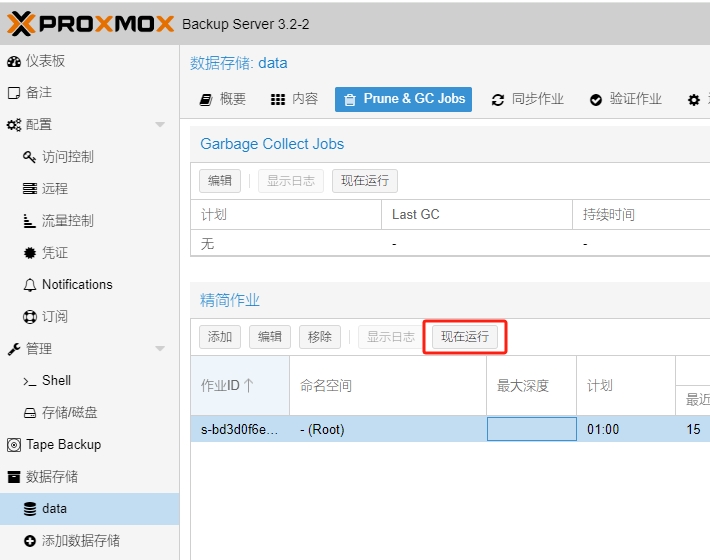 PROXMOX Backup Server 3.2-2
仪表板
备注
配置
访问控制
远程
流量控制
凭证
Notifications
订阅
管理
Shell
存储/磁盘
Tape Backup
数据存储
data
添加数据存储
数据存储: data
概要 内容 Prune & GC Jobs 同步作业 验证作业
Garbage Collect Jobs
编辑 显示日志 现在运行
计划 Last GC 持续时间
无 - -
精简作业
添加 编辑 移除 显示日志 现在运行
作业ID 命名空间 最大深度 计划
最近
s-bd3d0f6e... - (Root) 01:00 15